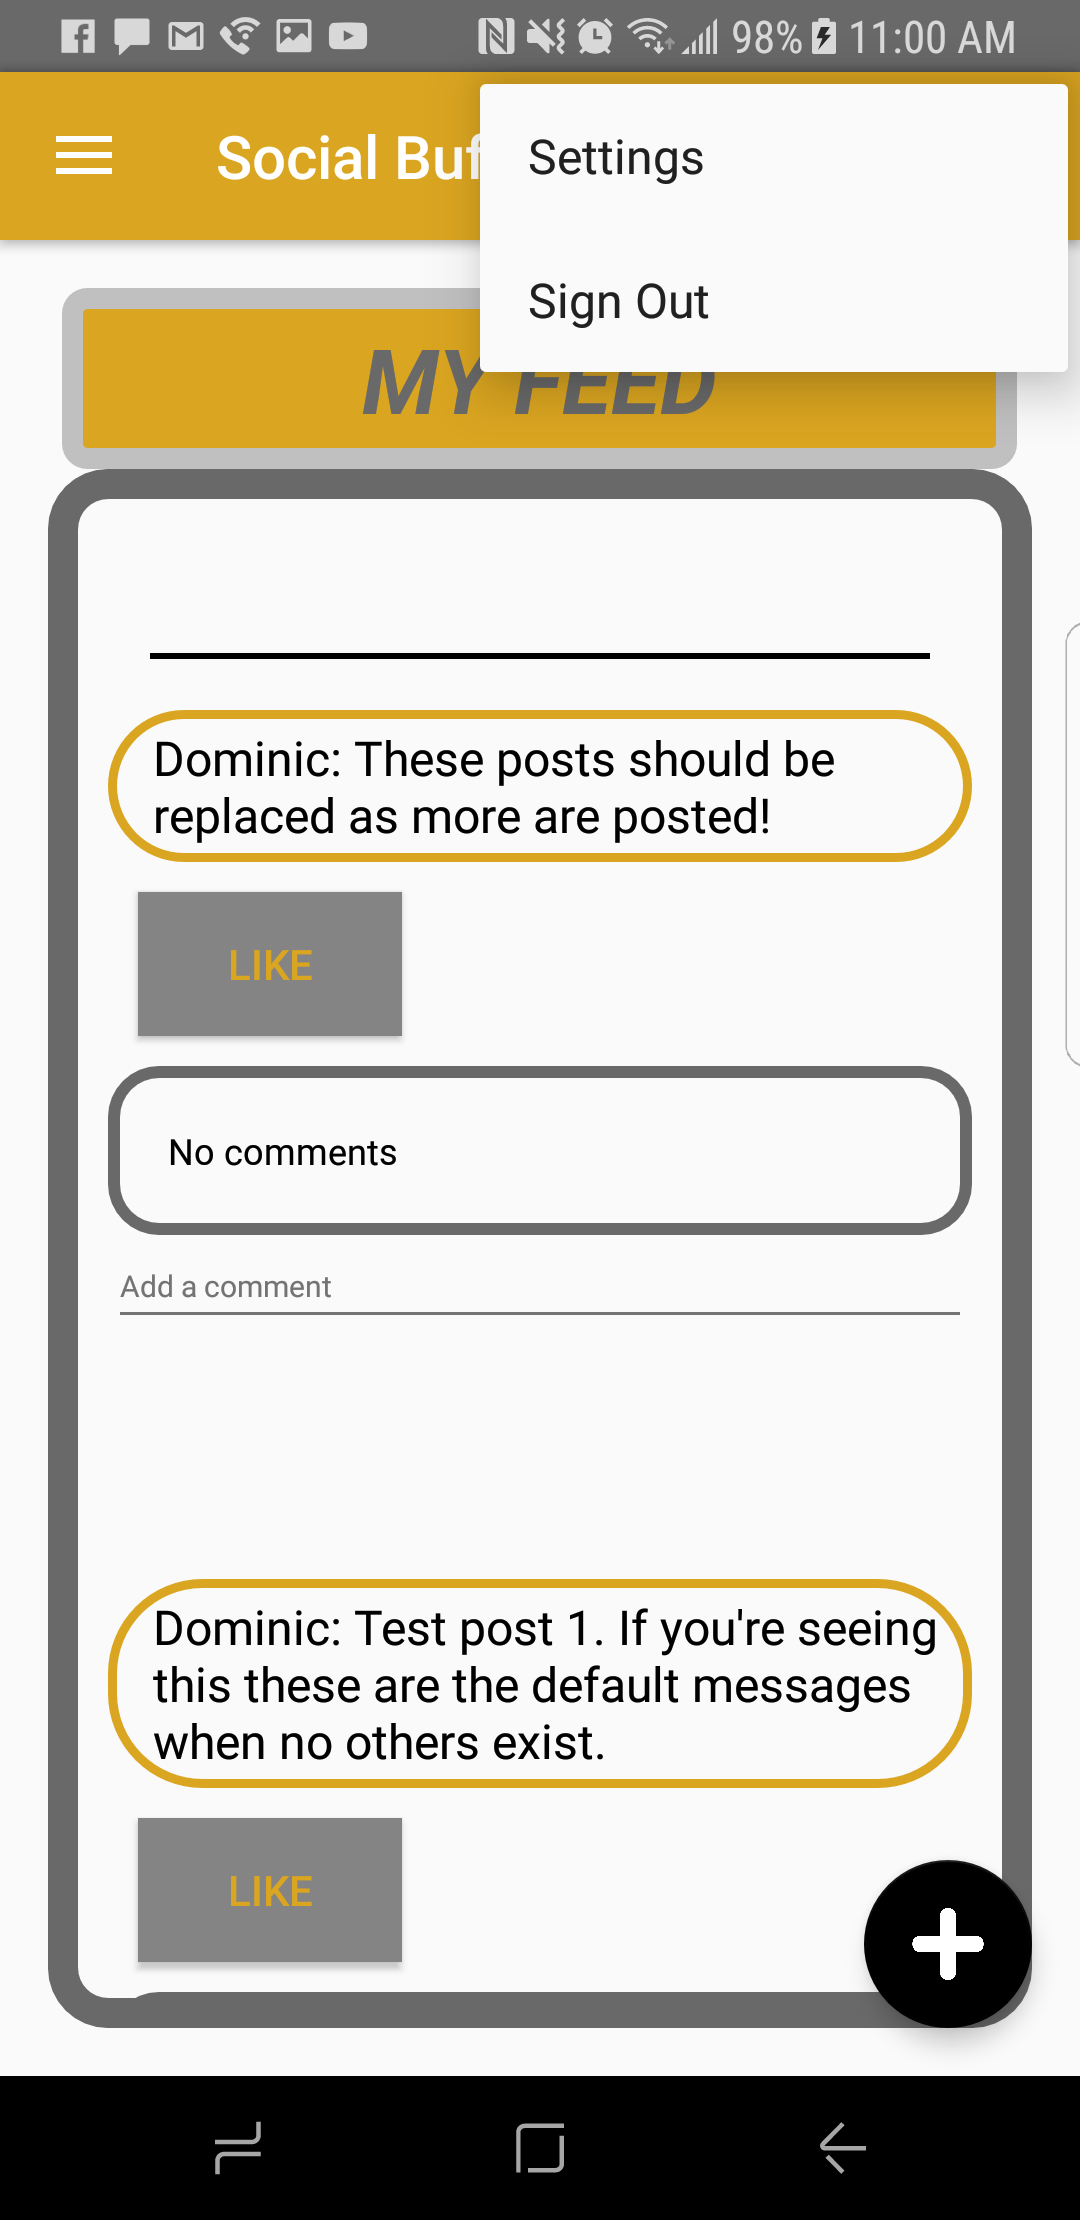 98% 11:00 AM
Social Buf
Settings
Sign Out
MY FEED
Dominic: These posts should be
replaced as more are posted!
LIKE
No comments
Add a comment
Dominic: Test post 1. If you're seeing
this these are the default messages
when no others exist.
LIKE